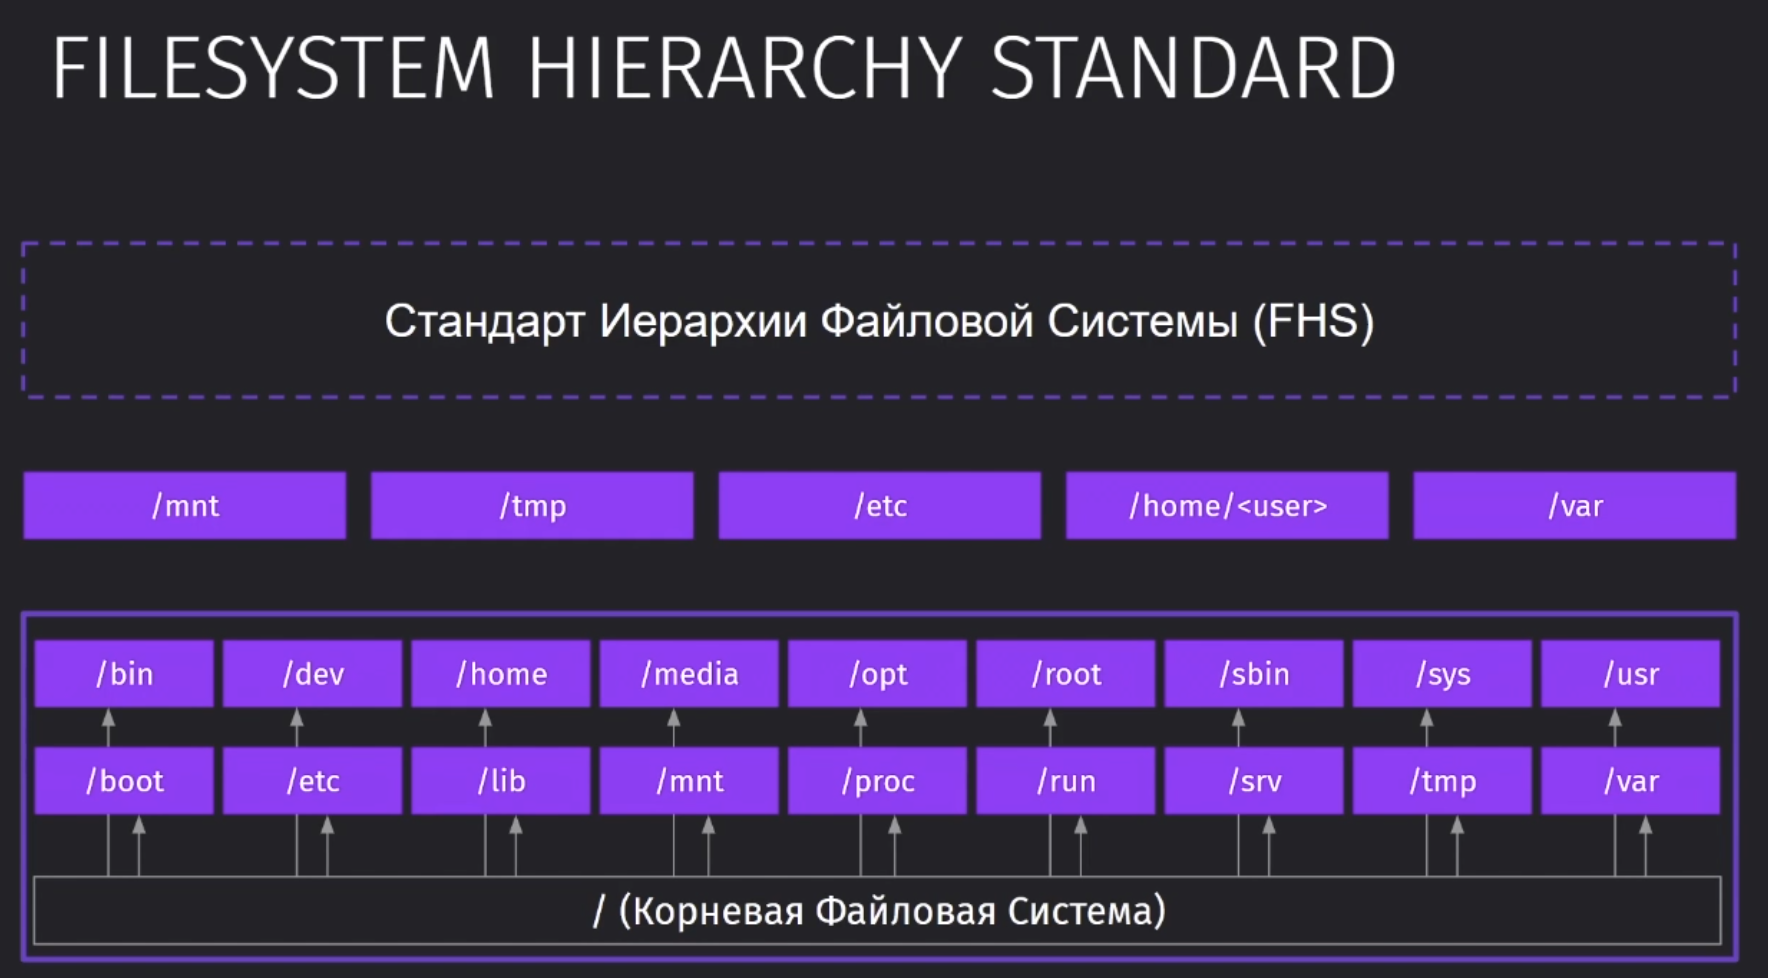 FILESYSTEM HIERARCHY STANDARD
Стандарт Иерархии Файловой Системы (FHS)
/mnt /tmp /etc /home/<user> /var
/bin /dev /home /media /opt /root /sbin /sys /usr
/boot /etc /lib /mnt /proc /run /srv /tmp /var
/ (Корневая Файловая Система)